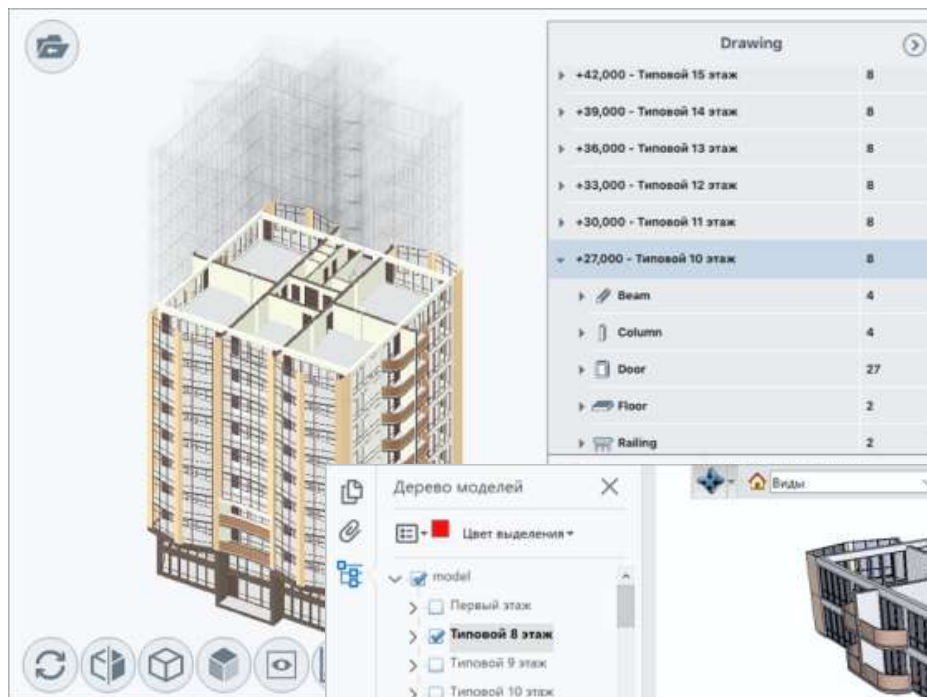 Drawing
+42,000 - Типовой 15 этаж 8
+39,000 - Типовой 14 этаж 8
+36,000 - Типовой 13 этаж 8
+33,000 - Типовой 12 этаж 8
+30,000 - Типовой 11 этаж 8
+27,000 - Типовой 10 этаж 8
Beam 4
Column 4
Door 27
Floor 2
Railing 2
Дерево моделей
Виды
Цвет выделения
model
Первый этаж
Типовой 8 этаж
Типовой 9 этаж
Типовой 10 этаж